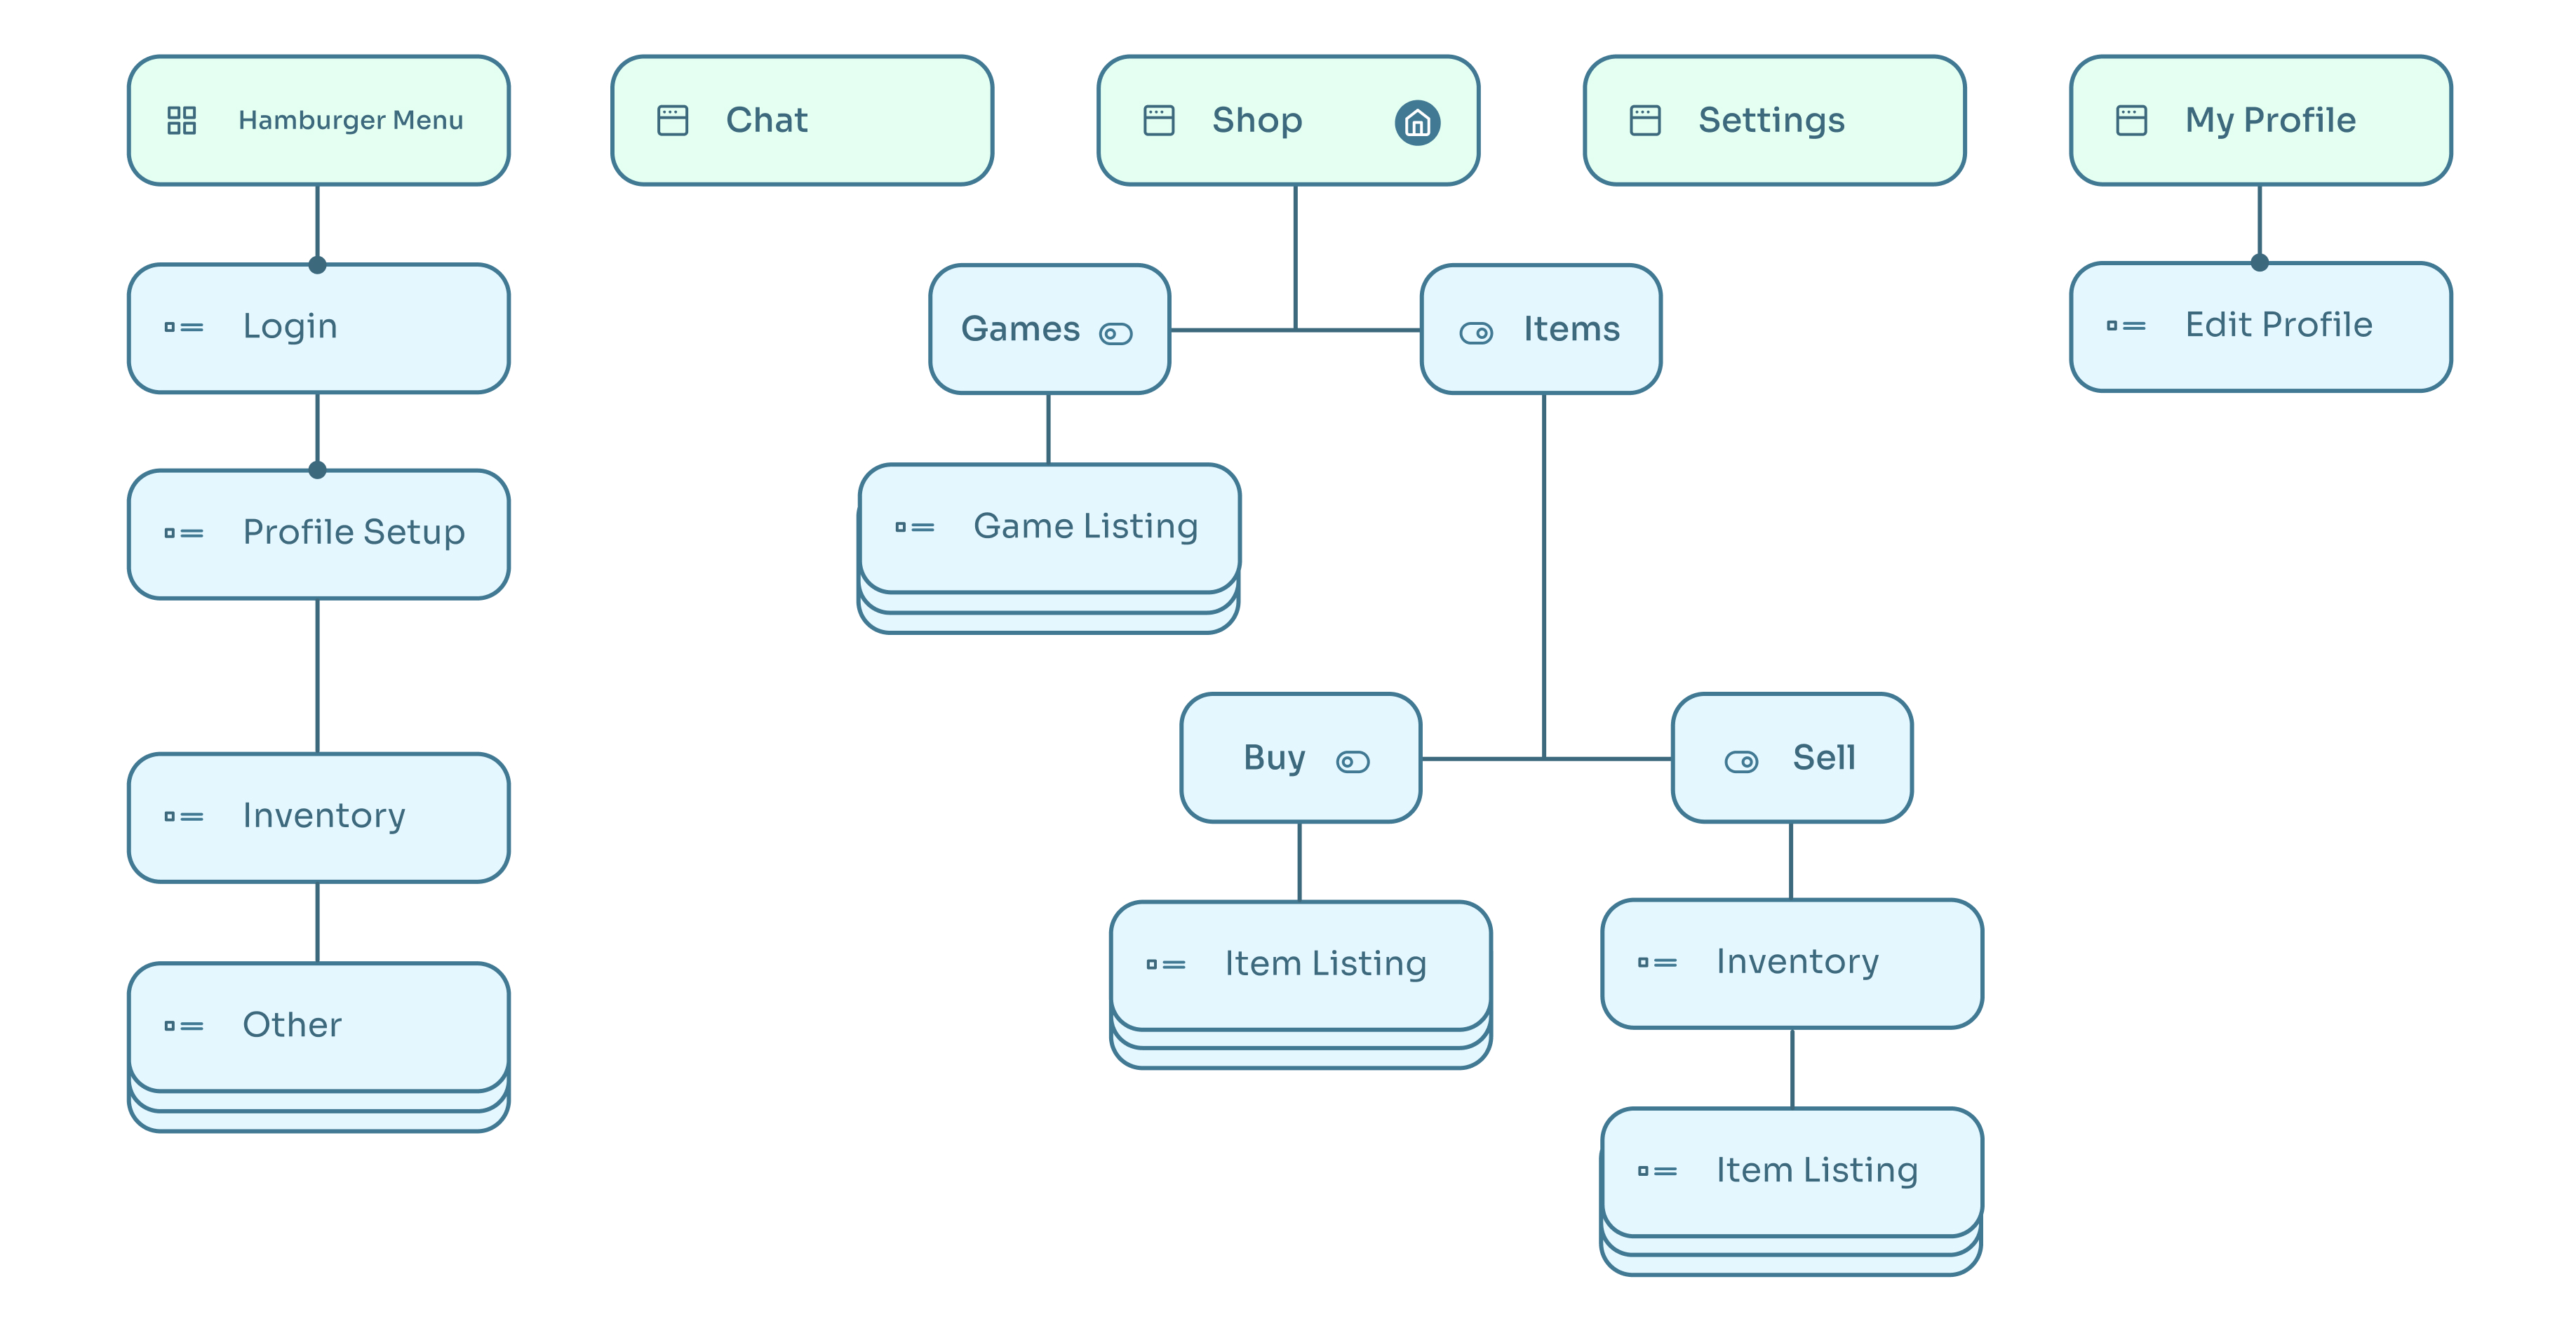 Hamburger Menu
Chat
Shop
Settings
My Profile
Login
Games
Items
Edit Profile
Profile Setup
Game Listing
Buy
Sell
Inventory
Item Listing
Inventory
Other
Item Listing